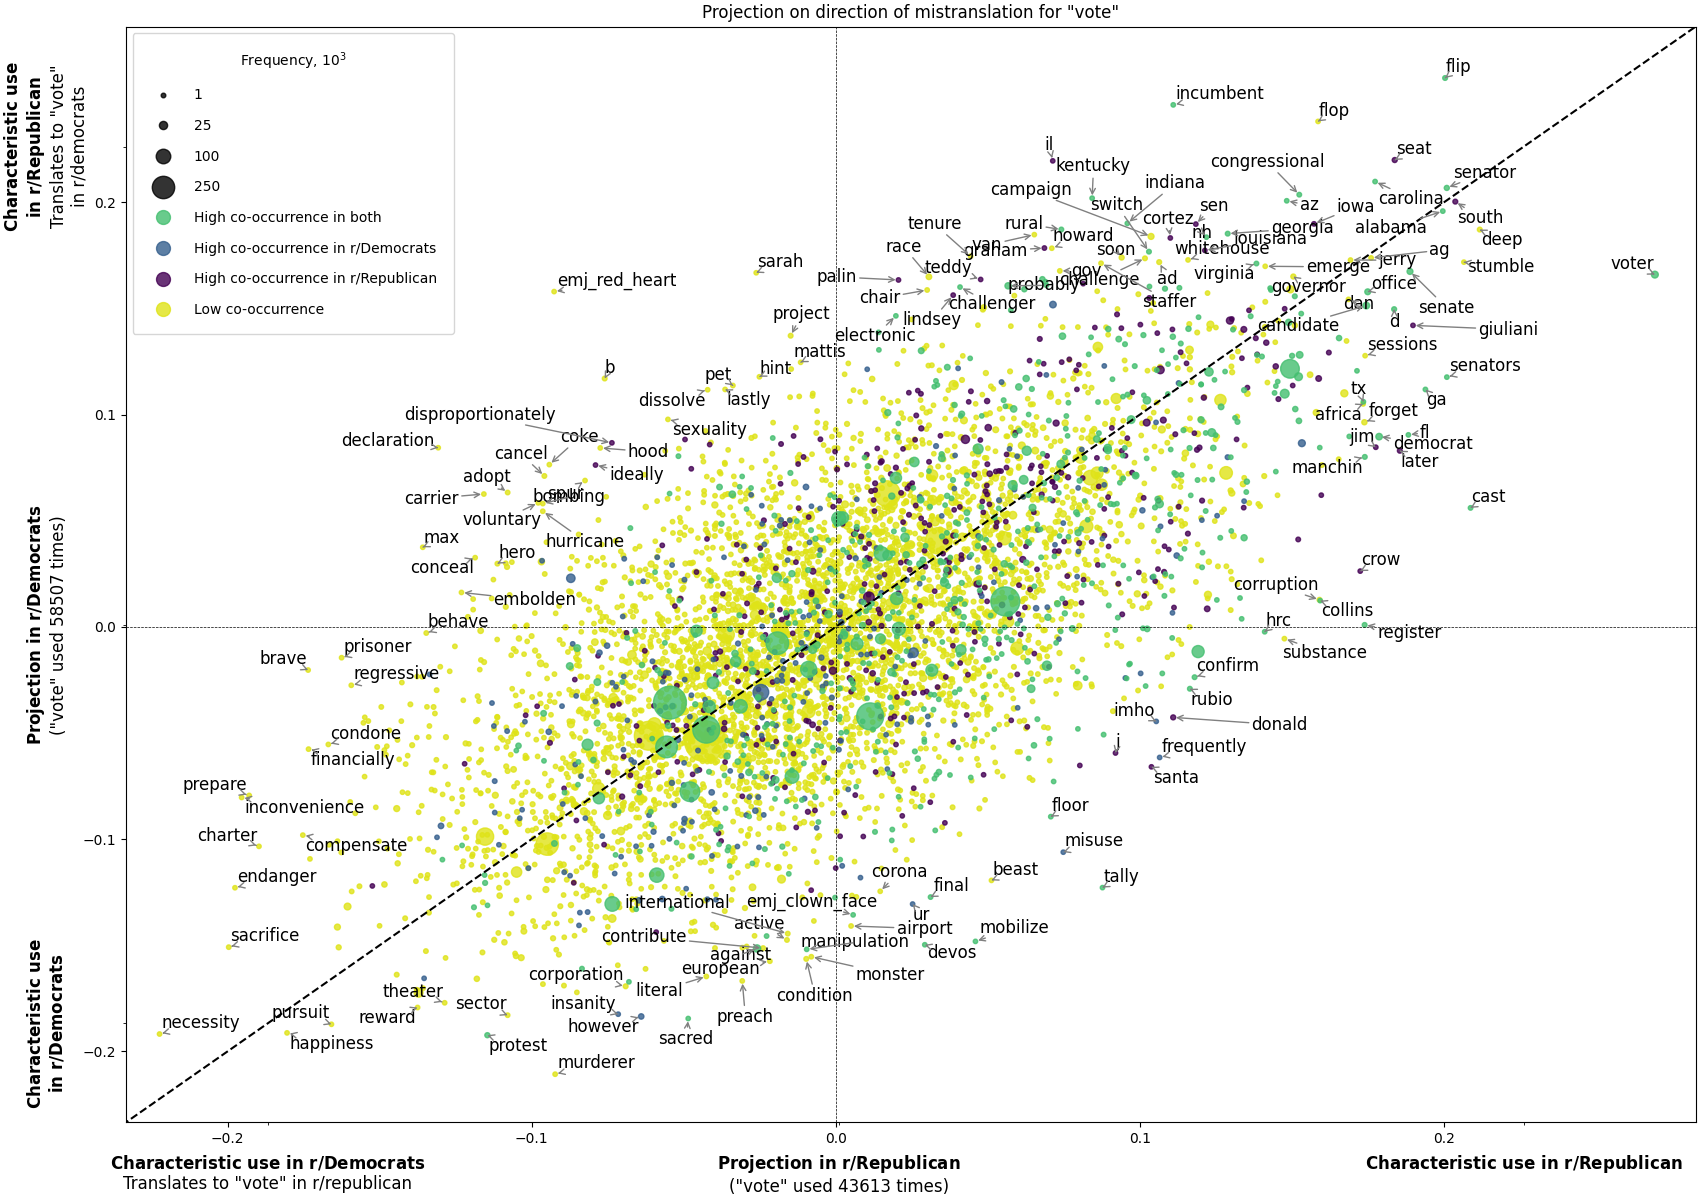 Projection on direction of mistranslation for "vote"
Characteristic use
in r/Republican
Translates to "vote"
in r/democrats
Projection in r/Democrats
("vote" used 58507 times)
Characteristic use
in r/Democrats
Frequency, 10³
1
25
100
250
High co-occurrence in both
High co-occurrence in r/Democrats
High co-occurrence in r/Republican
Low co-occurrence
0.2
0.1
0.0
−0.1
−0.2
flip
incumbent
flop
il
seat
kentucky
congressional
senator
campaign
indiana
carolina
switch
az
iowa
sen
cortez
south
tenure
rural
georgia
alabama
van
howard
nh
deep
race
graham
soon
whitehouse
louisiana
ag
sarah
teddy
gov
jerry
stumble
voter
palin
virginia
emerge
emj_red_heart
probably
challenge
ad
governor
office
chair
challenger
staffer
dan
senate
project
lindsey
candidate
d
giuliani
electronic
mattis
sessions
b
pet
hint
senators
dissolve
lastly
tx
ga
disproportionately
africa
forget
declaration
coke
sexuality
jim
fl
cancel
hood
democrat
adopt
ideally
manchin
later
carrier
bombing
spur
cast
voluntary
max
hurricane
conceal
hero
crow
embolden
corruption
collins
behave
hrc
register
prisoner
substance
brave
regressive
confirm
rubio
imho
donald
condone
j
frequently
financially
santa
prepare
inconvenience
floor
charter
compensate
misuse
endanger
corona
beast
tally
final
international
emj_clown_face
ur
sacrifice
active
airport
mobilize
contribute
manipulation
against
devos
corporation
european
monster
theater
literal
condition
sector
insanity
preach
necessity
pursuit
reward
however
happiness
protest
sacred
murderer
−0.2
−0.1
0.0
0.1
0.2
Characteristic use in r/Democrats
Translates to "vote" in r/republican
Projection in r/Republican
("vote" used 43613 times)
Characteristic use in r/Republican